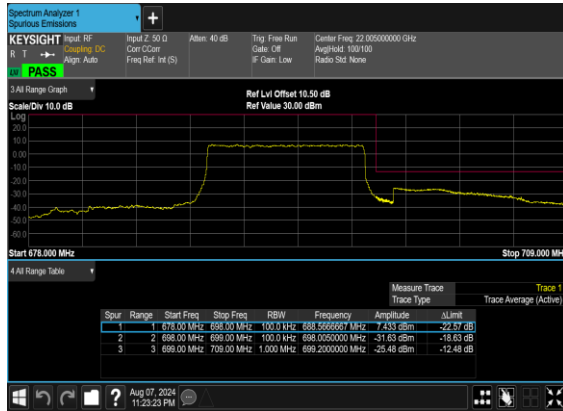 Spectrum Analyzer 1
Spurious Emissions
KEYSIGHT
R T
PASS
Input: RF
Coupling: DC
Align: Auto
Input Z: 50 Ω
Corr CCorr
Freq Ref: Int (S)
Atten: 40 dB
Trig: Free Run
Gate: Off
IF Gain: Low
Center Freq: 22.005000000 GHz
Avg|Hold: 100/100
Radio Std: None
3 All Range Graph
Scale/Div 10.0 dB
Ref Lvl Offset 10.50 dB
Ref Value 30.00 dBm
Log
20.0
10.0
0.00
-10.0
-20.0
-30.0
-40.0
-50.0
-60.0
Start 678.000 MHz
Stop 709.000 MH
4 All Range Table
Measure Trace Trace 1
Trace Type Trace Average (Active)
Spur Range Start Freq Stop Freq RBW Frequency Amplitude ΔLimit
1 1 678.00 MHz 698.00 MHz 100.0 kHz 688.5666667 MHz 7.433 dBm -22.57 dB
2 2 698.00 MHz 699.00 MHz 100.0 kHz 698.0050000 MHz -31.63 dBm -18.63 dB
3 3 699.00 MHz 709.00 MHz 1.000 MHz 699.2000000 MHz -25.48 dBm -12.48 dB
?
Aug 07, 2024
11:23:23 PM